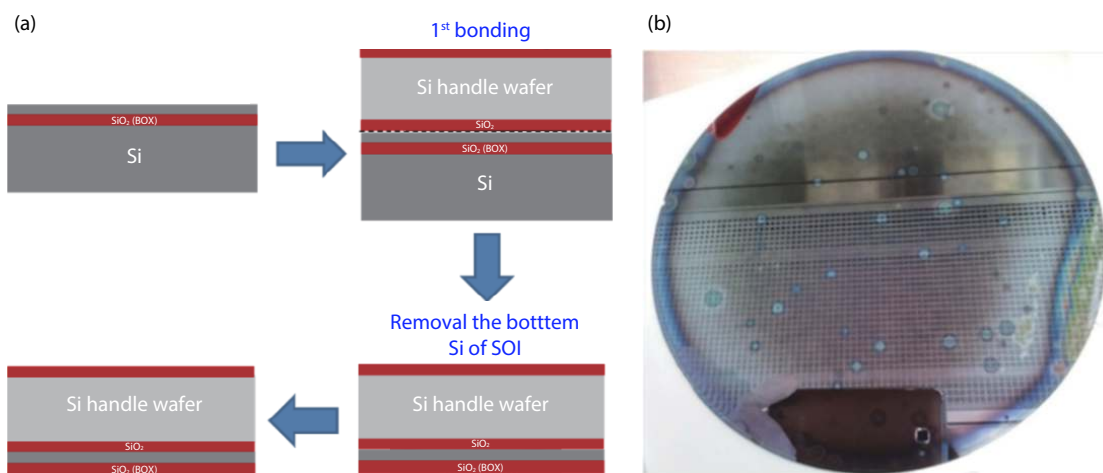 (a)
(b)
1st bonding
SiO₂ (BOX)
Si
Si handle wafer
SiO₂
SiO₂ (BOX)
Si
Removal the botttem
Si of SOI
Si handle wafer
SiO₂
SiO₂ (BOX)
Si handle wafer
SiO₂
SiO₂ (BOX)